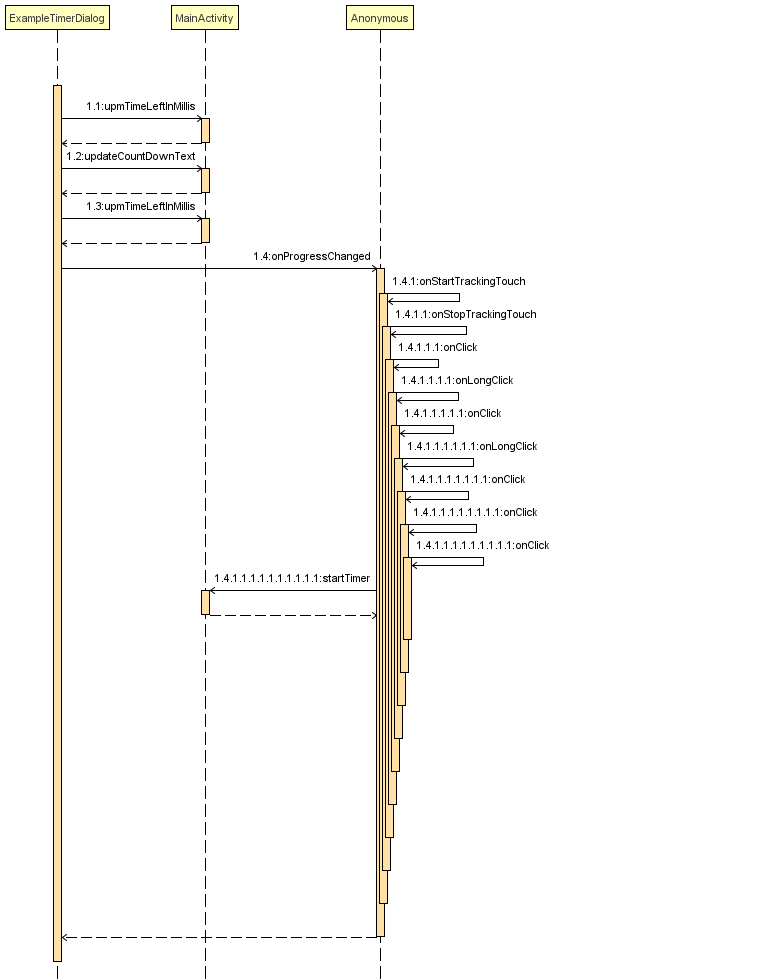 ExampleTimerDialog
MainActivity
Anonymous
1.1:upmTimeLeftInMillis
1.2:updateCountDownText
1.3:upmTimeLeftInMillis
1.4:onProgressChanged
1.4.1:onStartTrackingTouch
1.4.1.1:onStopTrackingTouch
1.4.1.1.1:onClick
1.4.1.1.1.1:onLongClick
1.4.1.1.1.1.1:onClick
1.4.1.1.1.1.1.1:onLongClick
1.4.1.1.1.1.1.1.1:onClick
1.4.1.1.1.1.1.1.1.1:onClick
1.4.1.1.1.1.1.1.1.1.1:onClick
1.4.1.1.1.1.1.1.1.1.1.1:startTimer